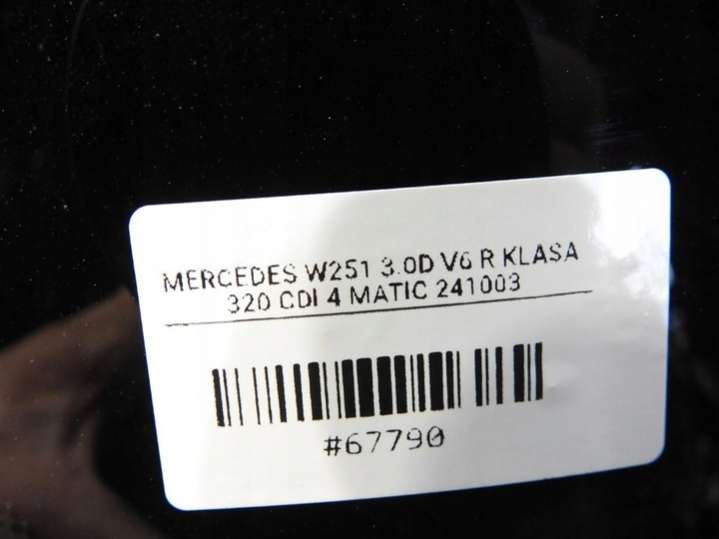 MERCEDES W251 3.0D V6 R KLASA
320 CDI 4 MATIC 241003
#67790